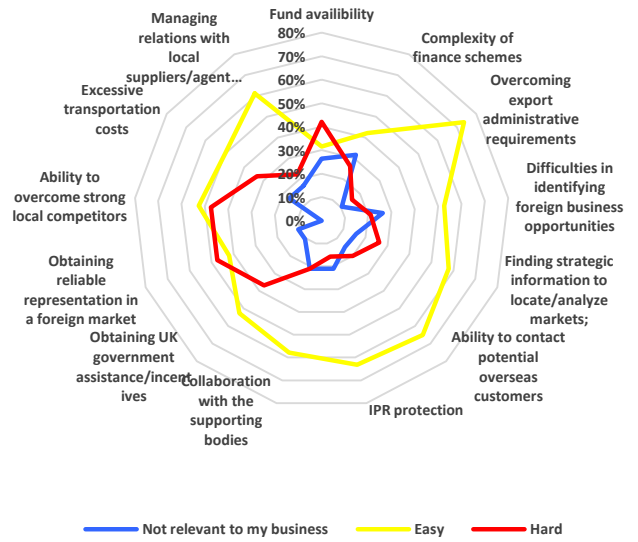 Fund availibility
Complexity of
finance schemes
Overcoming
export
administrative
requirements
Difficulties in
identifying
foreign business
opportunities
Finding strategic
information to
locate/analyze
markets;
Ability to contact
potential
overseas
customers
IPR protection
Collaboration
with the
supporting
bodies
Obtaining UK
government
assistance/incent
ives
Obtaining
reliable
representation in
a foreign market
Ability to
overcome strong
local competitors
Excessive
transportation
costs
Managing
relations with
local
suppliers/agent…
80%
70%
60%
50%
40%
30%
20%
10%
0%
Not relevant to my business
Easy
Hard